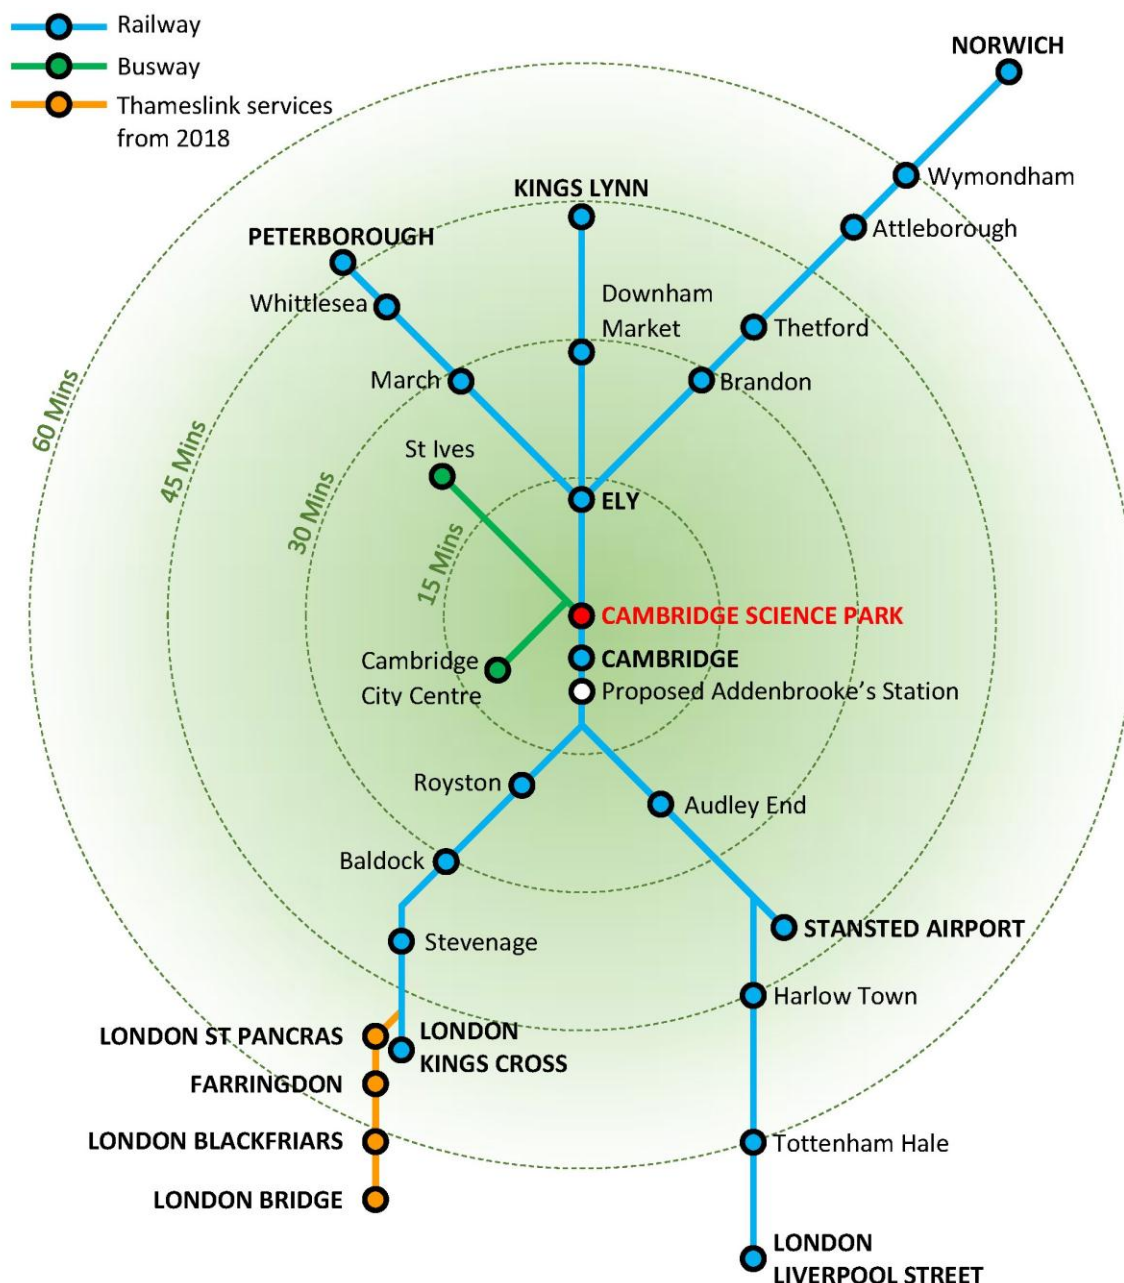 Railway
Busway
Thameslink services
from 2018
NORWICH
Wymondham
KINGS LYNN
Attleborough
PETERBOROUGH
Whittlesea
Downham
Market
Thetford
March
Brandon
60 Mins
45 Mins
30 Mins
15 Mins
St Ives
ELY
CAMBRIDGE SCIENCE PARK
Cambridge
City Centre
CAMBRIDGE
Proposed Addenbrooke's Station
Royston
Audley End
Baldock
Stevenage
STANSTED AIRPORT
Harlow Town
LONDON ST PANCRAS
LONDON
KINGS CROSS
FARRINGDON
LONDON BLACKFRIARS
Tottenham Hale
LONDON BRIDGE
LONDON
LIVERPOOL STREET